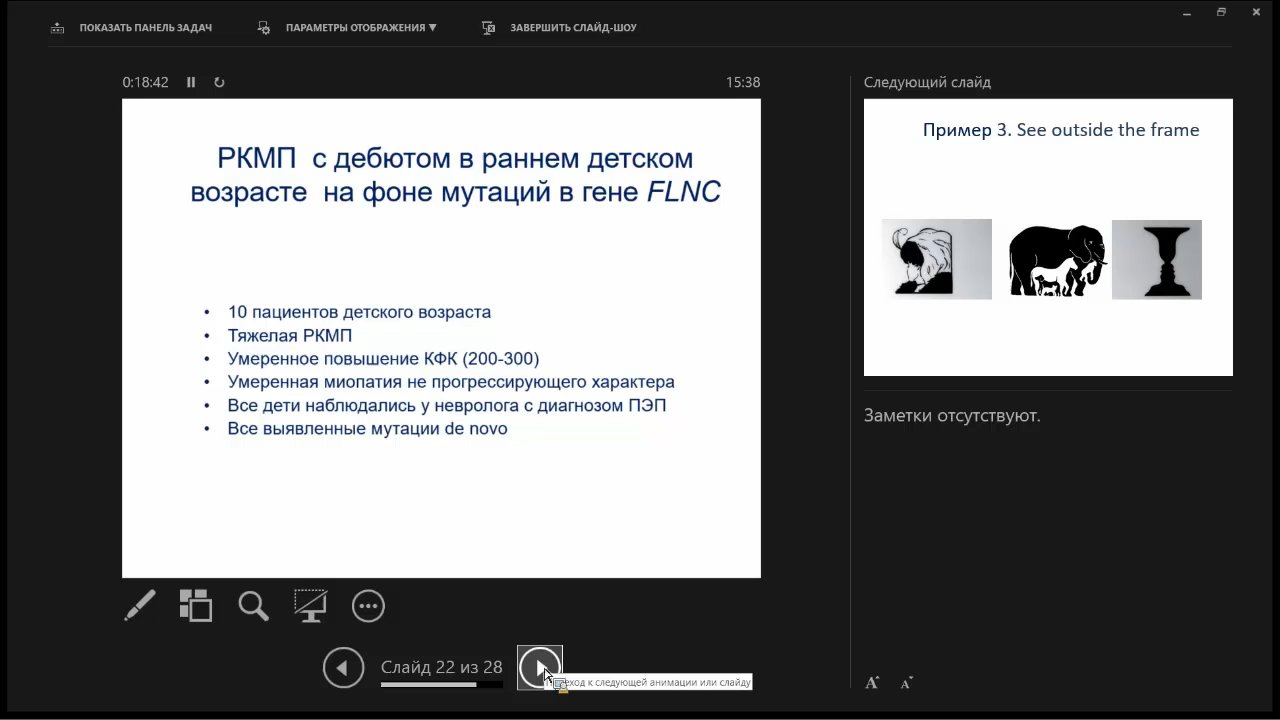 ПОКАЗАТЬ ПАНЕЛЬ ЗАДАЧ
ПАРАМЕТРЫ ОТОБРАЖЕНИЯ ▼
ЗАВЕРШИТЬ СЛАЙД-ШОУ
0:18:42
15:38
РКМП с дебютом в раннем детском
возрасте на фоне мутаций в гене FLNC
• 10 пациентов детского возраста
• Тяжелая РКМП
• Умеренное повышение КФК (200-300)
• Умеренная миопатия не прогрессирующего характера
• Все дети наблюдались у невролога с диагнозом ПЭП
• Все выявленные мутации de novo
Слайд 22 из 28
к следующей анимации или слайду
Следующий слайд
Пример 3. See outside the frame
Заметки отсутствуют.
A A